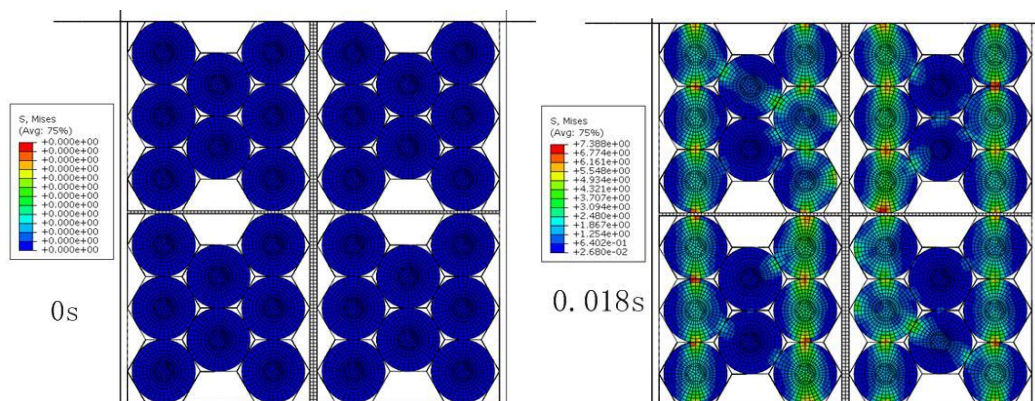 S, Mises
(Avg: 75%)
+0.000e+00
+0.000e+00
+0.000e+00
+0.000e+00
+0.000e+00
+0.000e+00
+0.000e+00
+0.000e+00
+0.000e+00
+0.000e+00
+0.000e+00
+0.000e+00
+0.000e+00
0s
S, Mises
(Avg: 75%)
+7.388e+00
+6.774e+00
+6.161e+00
+5.548e+00
+4.934e+00
+4.321e+00
+3.707e+00
+3.094e+00
+2.480e+00
+1.867e+00
+1.254e+00
+6.402e-01
+2.680e-02
0.018s